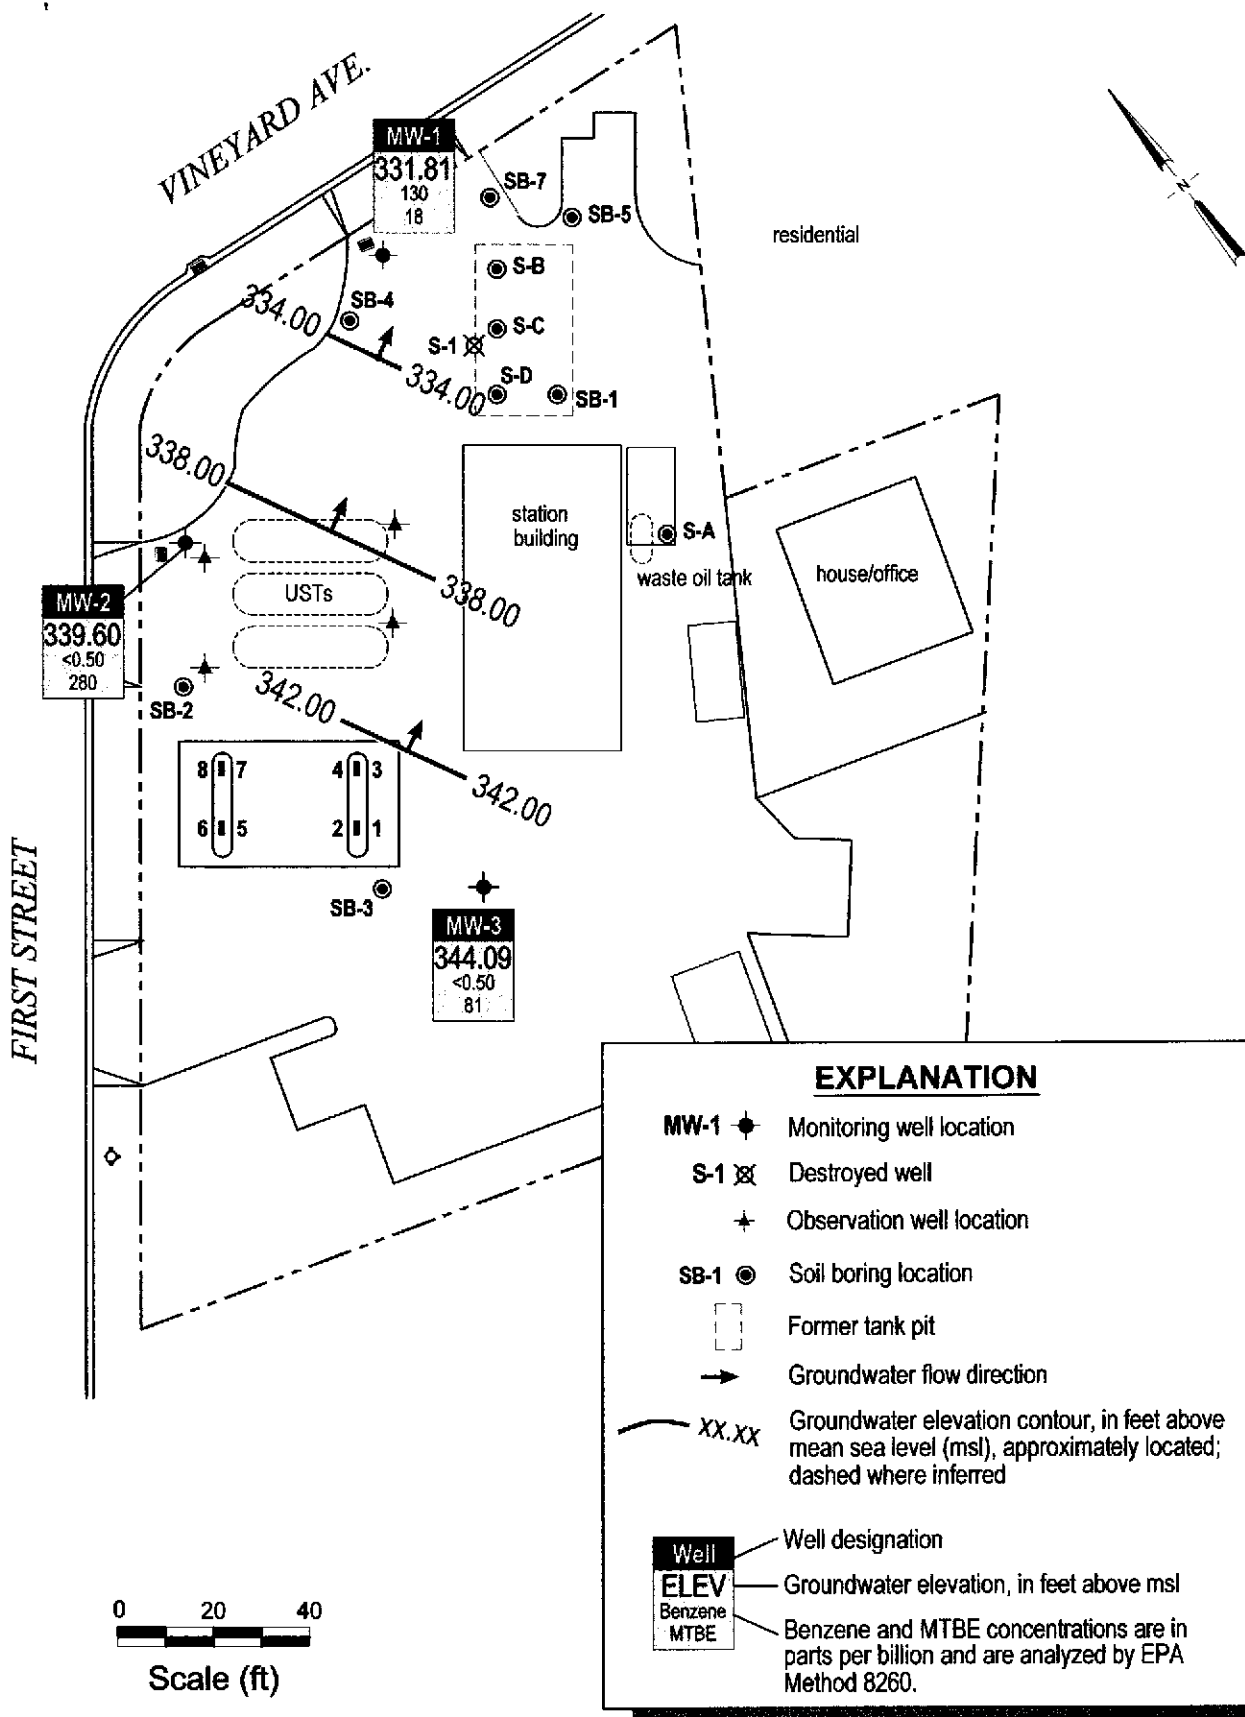 VINEYARD AVE.
MW-1
331.81
130
18
SB-7
SB-5
residential
N
S-B
SB-4
334.00
S-C
S-1
334.00
S-D
SB-1
338.00
station
building
S-A
waste oil tank
house/office
USTs
338.00
MW-2
339.60
<0.50
280
SB-2
342.00
8 7 4 3
6 5 2 1
342.00
SB-3
MW-3
344.09
<0.50
81
FIRST STREET
EXPLANATION
MW-1 Monitoring well location
S-1 Destroyed well
Observation well location
SB-1 Soil boring location
Former tank pit
Groundwater flow direction
XX.XX Groundwater elevation contour, in feet above
mean sea level (msl), approximately located;
dashed where inferred
Well Well designation
ELEV Groundwater elevation, in feet above msl
Benzene
MTBE
Benzene and MTBE concentrations are in
parts per billion and are analyzed by EPA
Method 8260.
0 20 40
Scale (ft)